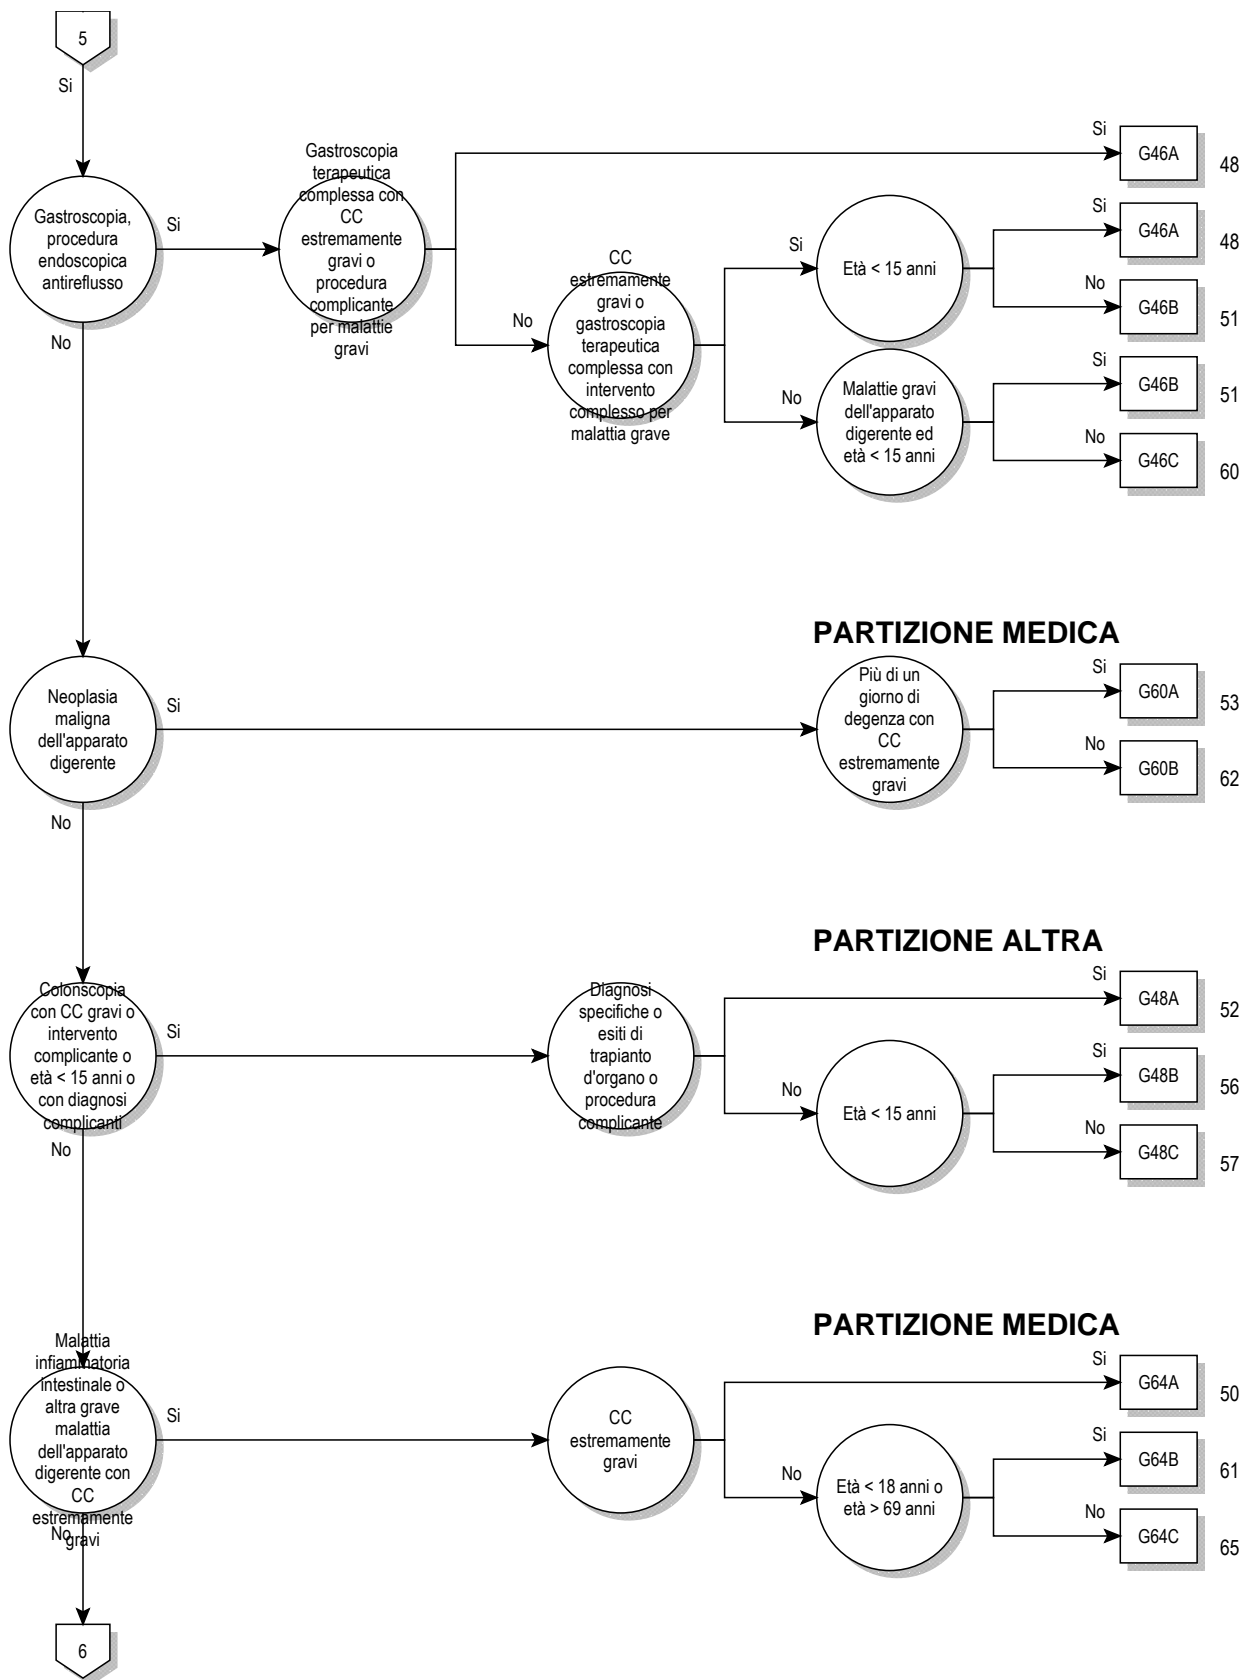 5
Si
Gastroscopia,
procedura
endoscopica
antireflusso
Si
No
Gastroscopia
terapeutica
complessa con
CC
estremamente
gravi o
procedura
complicante
per malattie
gravi
No
CC
estremamente
gravi o
gastroscopia
terapeutica
complessa con
intervento
complesso per
malattia grave
Si
No
Età < 15 anni
Malattie gravi
dell'apparato
digerente ed
età < 15 anni
Si
G46A
48
Si
G46A
48
No
G46B
51
Si
G46B
51
No
G46C
60
PARTIZIONE MEDICA
Neoplasia
maligna
dell'apparato
digerente
Si
No
Più di un
giorno di
degenza con
CC
estremamente
gravi
Si
G60A
53
No
G60B
62
PARTIZIONE ALTRA
Colonscopia
con CC gravi o
intervento
complicante o
età < 15 anni o
con diagnosi
complicanti
Si
No
Diagnosi
specifiche o
esiti di
trapianto
d'organo o
procedura
complicante
No
Età < 15 anni
Si
G48A
52
Si
G48B
56
No
G48C
57
PARTIZIONE MEDICA
Malattia
infiammatoria
intestinale o
altra grave
malattia
dell'apparato
digerente con
CC
estremamente
gravi
Si
No
CC
estremamente
gravi
No
Età < 18 anni o
età > 69 anni
Si
G64A
50
Si
G64B
61
No
G64C
65
6